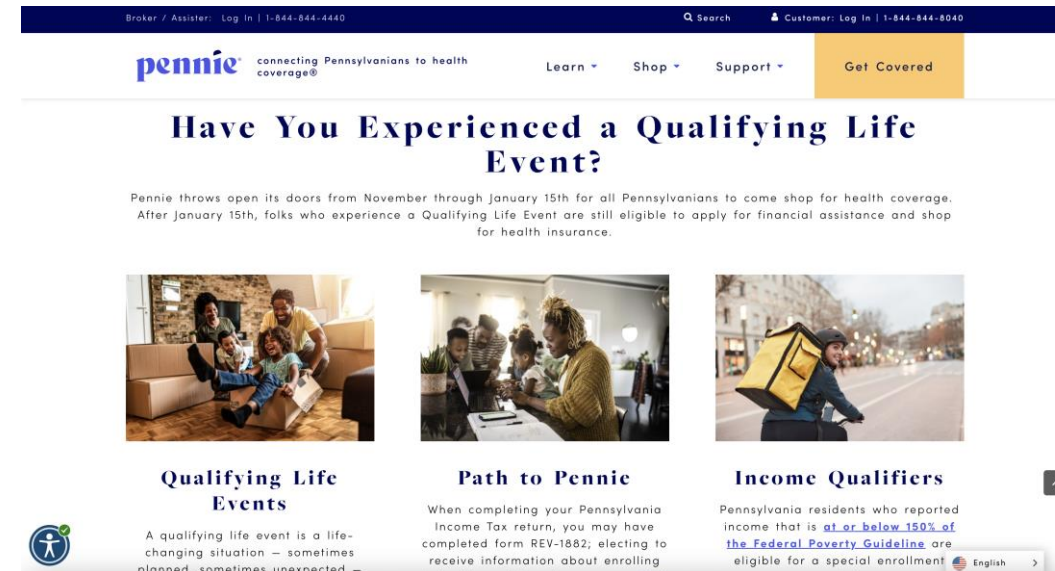 Broker / Assister: Log In | 1-844-844-4440
Search
Customer: Log In | 1-844-844-8040
pennie
connecting Pennsylvanians to health
coverage®
Learn
Shop
Support
Get Covered
Have You Experienced a Qualifying Life
Event?
Pennie throws open its doors from November through January 15th for all Pennsylvanians to come shop for health coverage.
After January 15th, folks who experience a Qualifying Life Event are still eligible to apply for financial assistance and shop
for health insurance.
Qualifying Life
Events
A qualifying life event is a life-
changing situation — sometimes
planned, sometimes unexpected —
Path to Pennie
When completing your Pennsylvania
Income Tax return, you may have
completed form REV-1882; electing to
receive information about enrolling
Income Qualifiers
Pennsylvania residents who reported
income that is at or below 150% of
the Federal Poverty Guideline are
eligible for a special enrollment
English